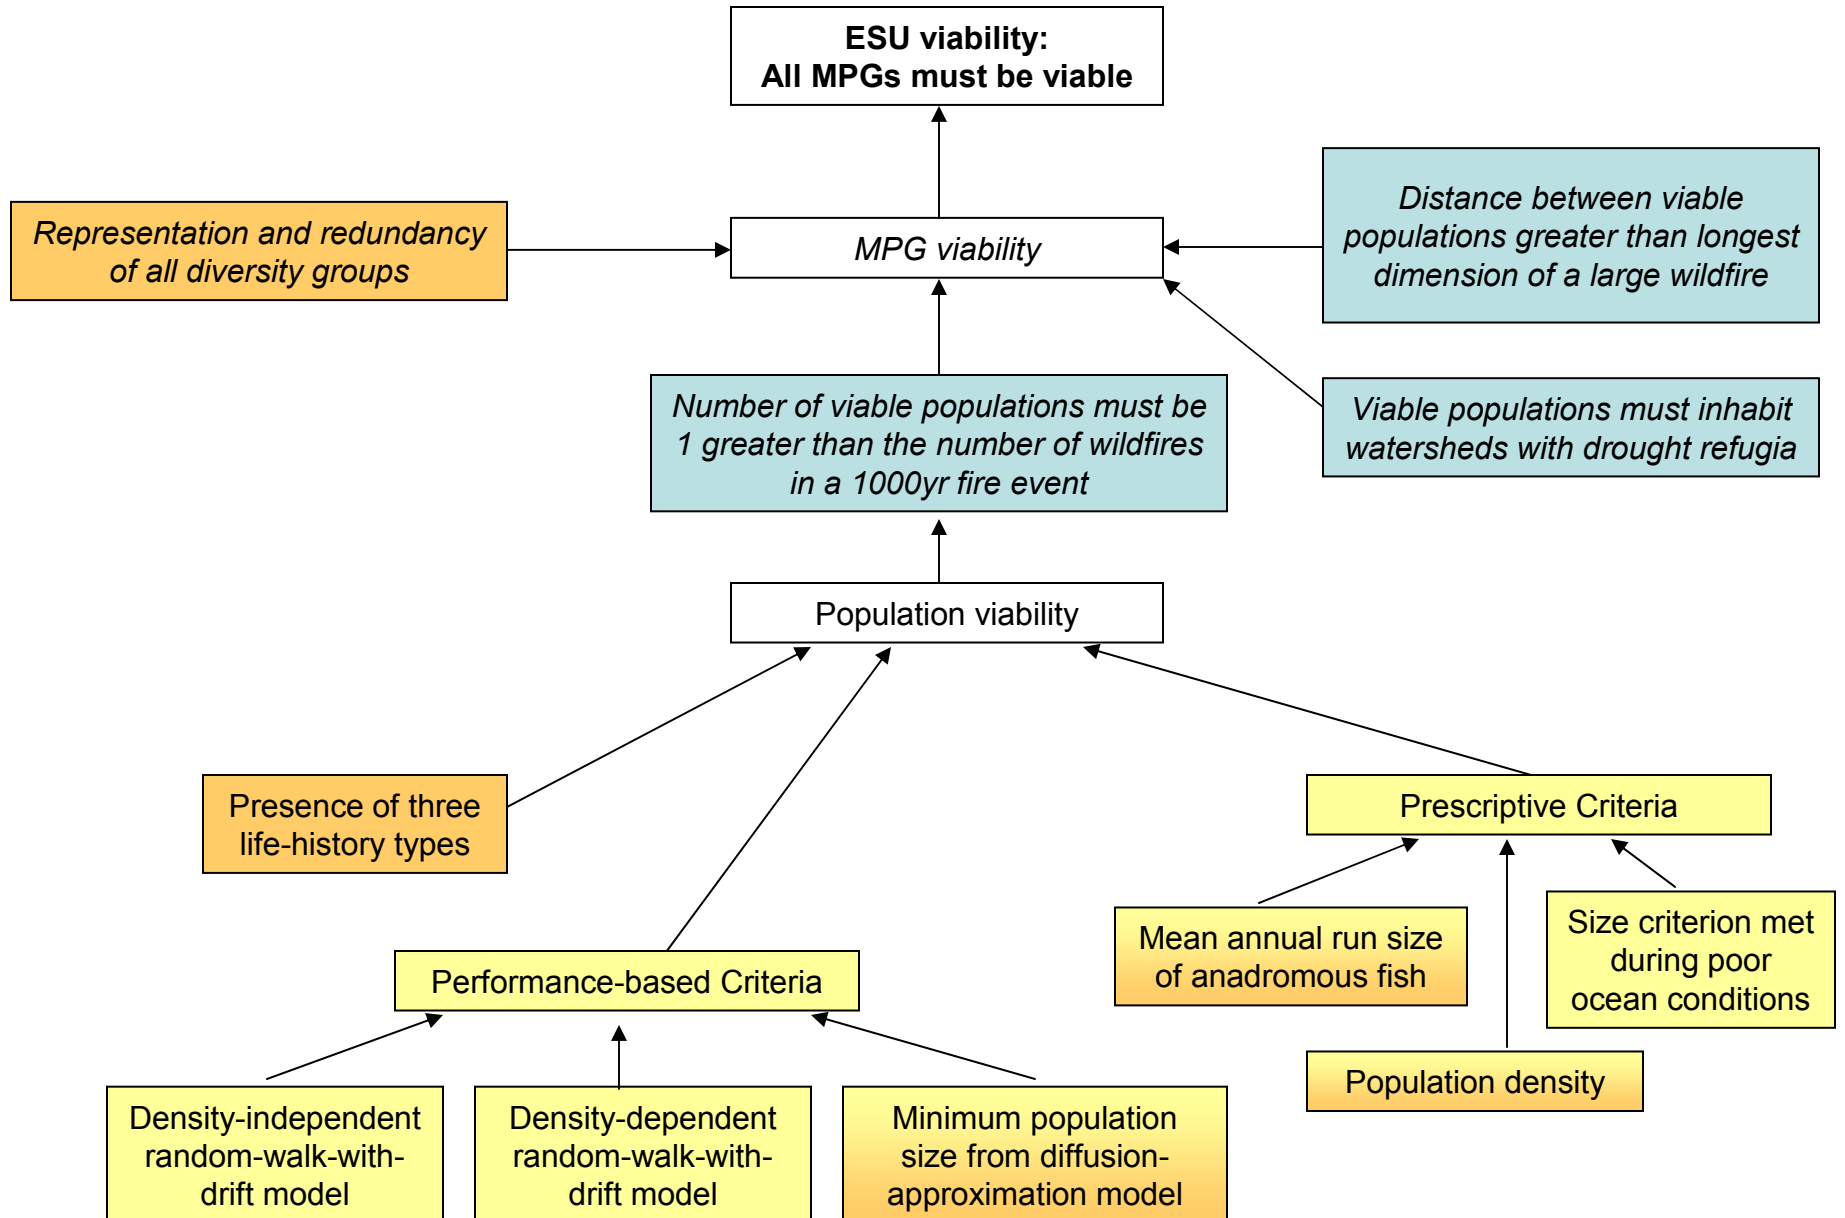 ESU viability:
All MPGs must be viable
Representation and redundancy
of all diversity groups
MPG viability
Distance between viable
populations greater than longest
dimension of a large wildfire
Number of viable populations must be
1 greater than the number of wildfires
in a 1000yr fire event
Viable populations must inhabit
watersheds with drought refugia
Population viability
Presence of three
life-history types
Prescriptive Criteria
Mean annual run size
of anadromous fish
Size criterion met
during poor
ocean conditions
Performance-based Criteria
Population density
Density-independent
random-walk-with-
drift model
Density-dependent
random-walk-with-
drift model
Minimum population
size from diffusion-
approximation model